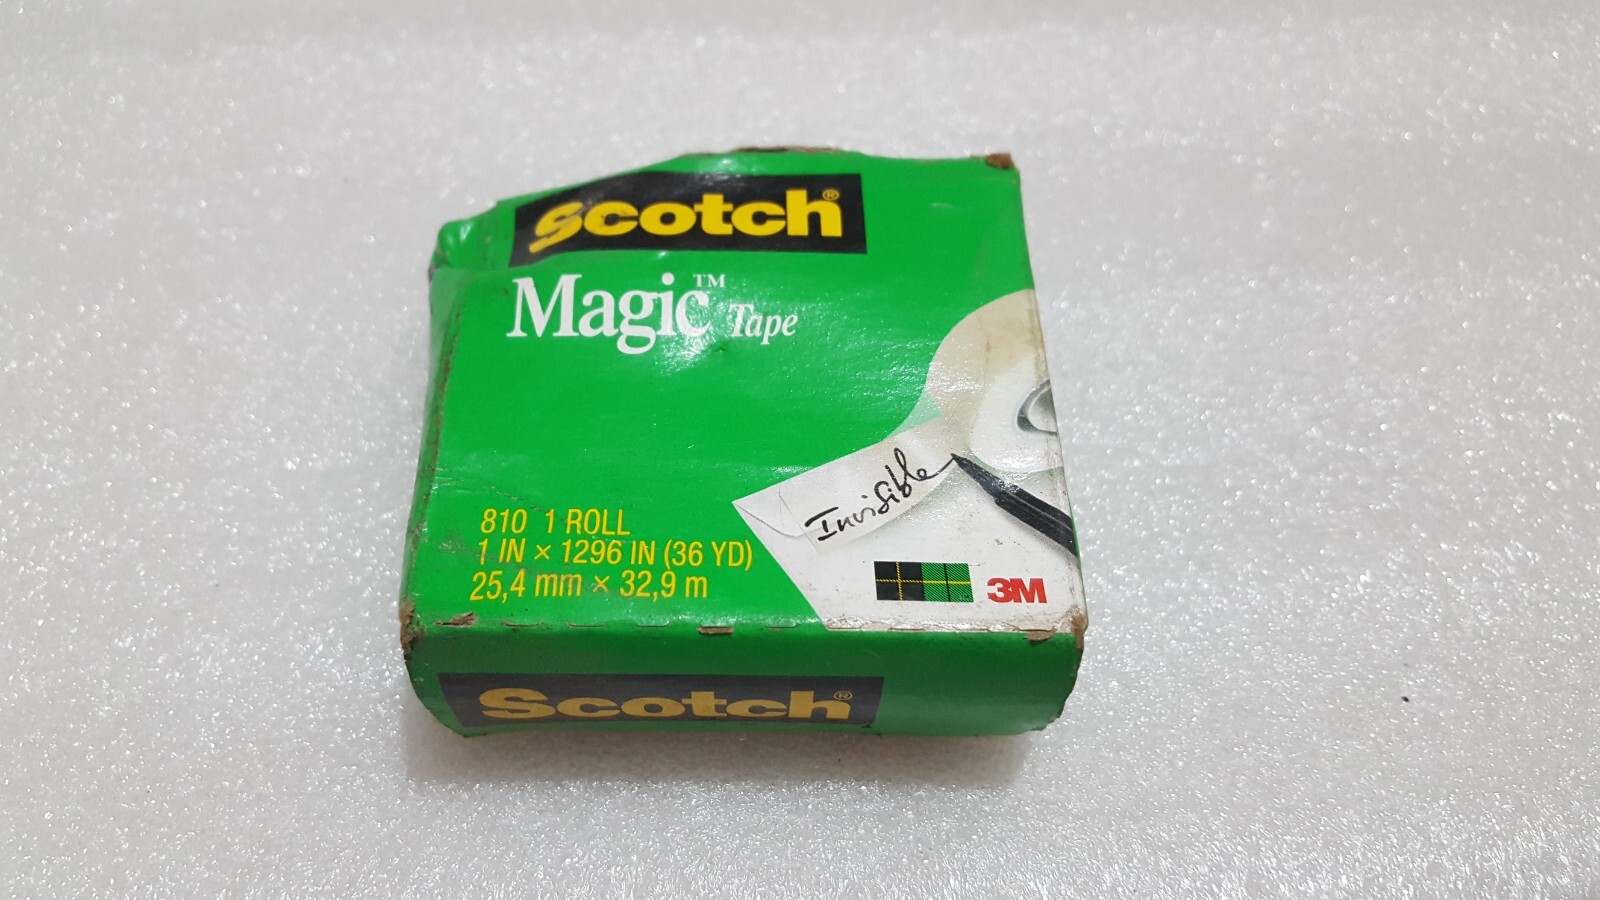 Scotch®
Magic™ Tape
Invisible
810 1 ROLL
1 IN × 1296 IN (36 YD)
25,4 mm × 32,9 m
3M
Scotch®